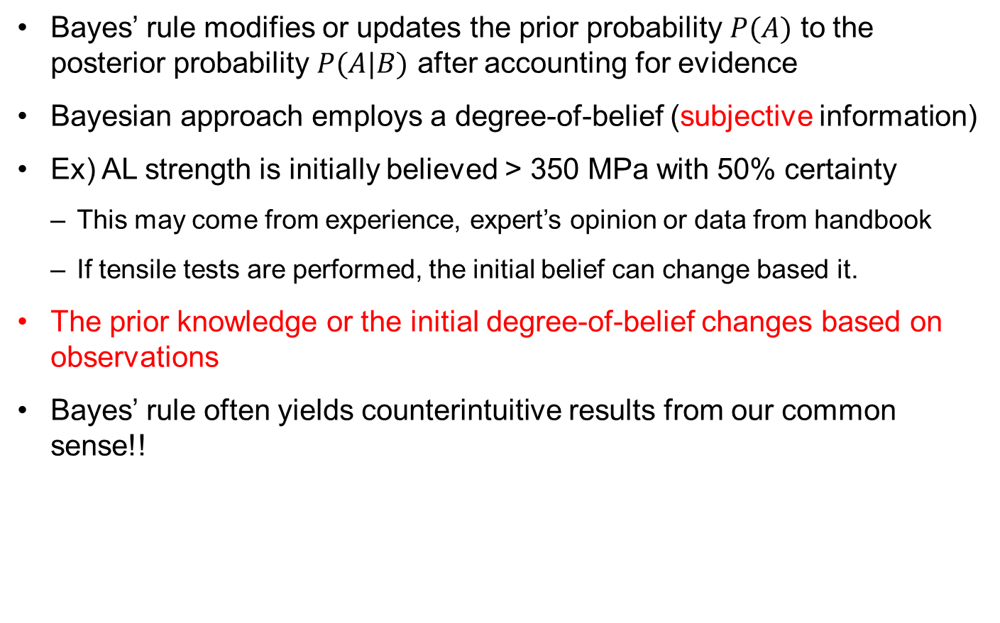 • Bayes’ rule modifies or updates the prior probability P(A) to the
posterior probability P(A|B) after accounting for evidence
• Bayesian approach employs a degree-of-belief (subjective information)
• Ex) AL strength is initially believed > 350 MPa with 50% certainty
– This may come from experience, expert’s opinion or data from handbook
– If tensile tests are performed, the initial belief can change based it.
• The prior knowledge or the initial degree-of-belief changes based on
observations
• Bayes’ rule often yields counterintuitive results from our common
sense!!